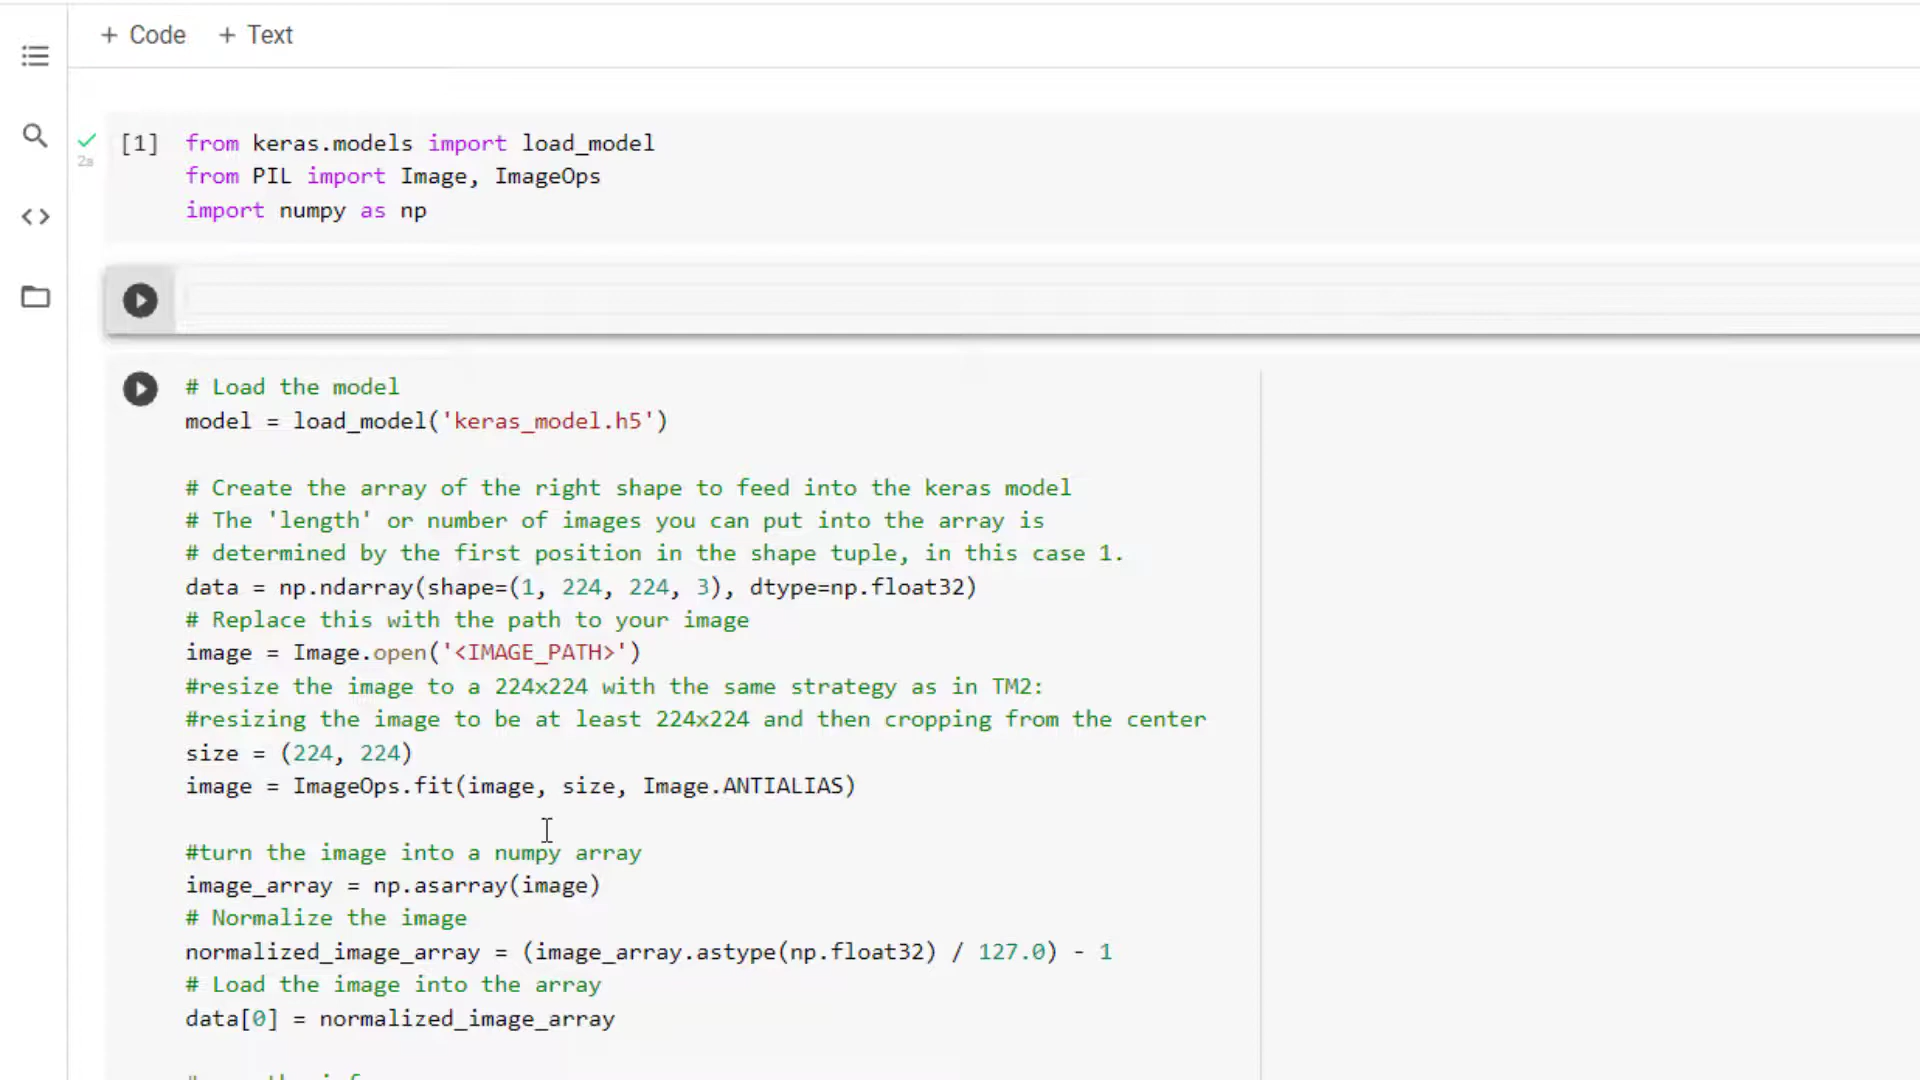 + Code + Text
2s
[1] from keras.models import load_model
from PIL import Image, ImageOps
import numpy as np
# Load the model
model = load_model('keras_model.h5')
# Create the array of the right shape to feed into the keras model
# The 'length' or number of images you can put into the array is
# determined by the first position in the shape tuple, in this case 1.
data = np.ndarray(shape=(1, 224, 224, 3), dtype=np.float32)
# Replace this with the path to your image
image = Image.open('<IMAGE_PATH>')
#resize the image to a 224x224 with the same strategy as in TM2:
#resizing the image to be at least 224x224 and then cropping from the center
size = (224, 224)
image = ImageOps.fit(image, size, Image.ANTIALIAS)
#turn the image into a numpy array
image_array = np.asarray(image)
# Normalize the image
normalized_image_array = (image_array.astype(np.float32) / 127.0) - 1
# Load the image into the array
data[0] = normalized_image_array